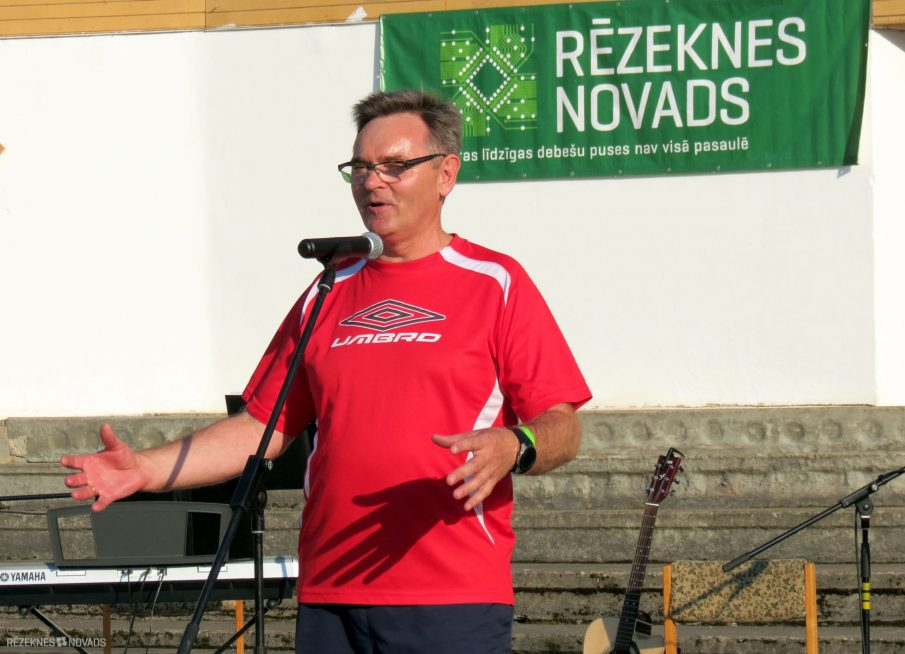 RĒZEKNES
NOVADS
līdzīgas debešu puses nav visā pasaulē
UMBRO
YAMAHA
RĒZEKNES NOVADS